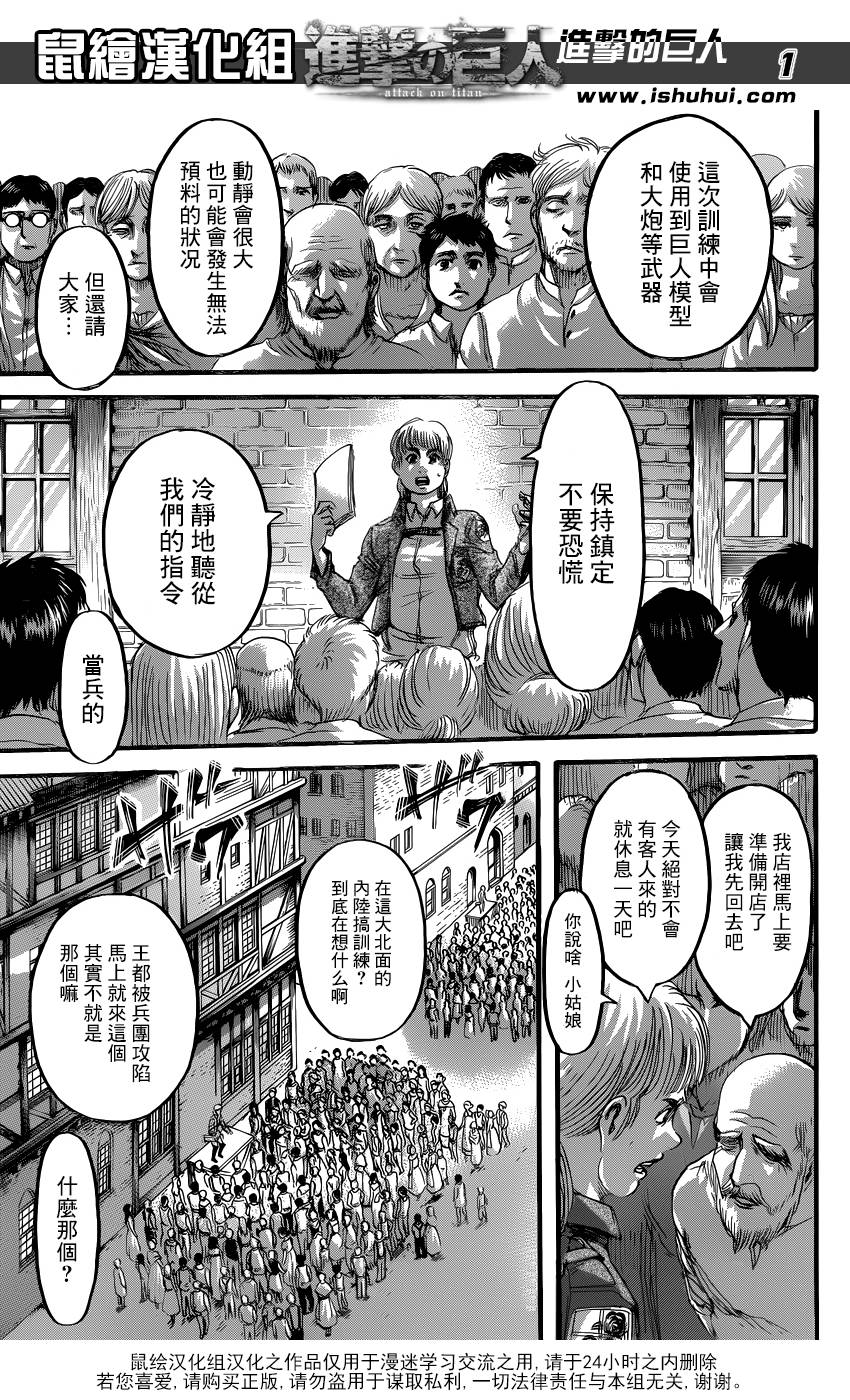 鼠繪漢化組
進撃の巨人
attack on titan
進擊的巨人
1
www.ishuhui.com
這次訓練中會
使用到巨人模型
和大炮等武器
動靜會很大
也可能會發生無法
預料的狀況
但還請
大家…
保持鎮定
不要恐慌
冷靜地聽從
我們的指令
當兵的
我店裡馬上要
準備開店了
讓我先回去吧
今天絕對不會
有客人來的
就休息一天吧
你說啥 小姑娘
在這大北面的
內陸搞訓練?
到底在想什么啊
王都被兵團攻陷
馬上就來這個
其實不就是
那個嘛
什麼那個?
ザワ
ザワ
鼠绘汉化组汉化之作品仅用于漫迷学习交流之用, 请于24小时之内删除
若您喜爱, 请购买正版, 请勿盗用于谋取私利, 一切法律责任与本组无关, 谢谢。